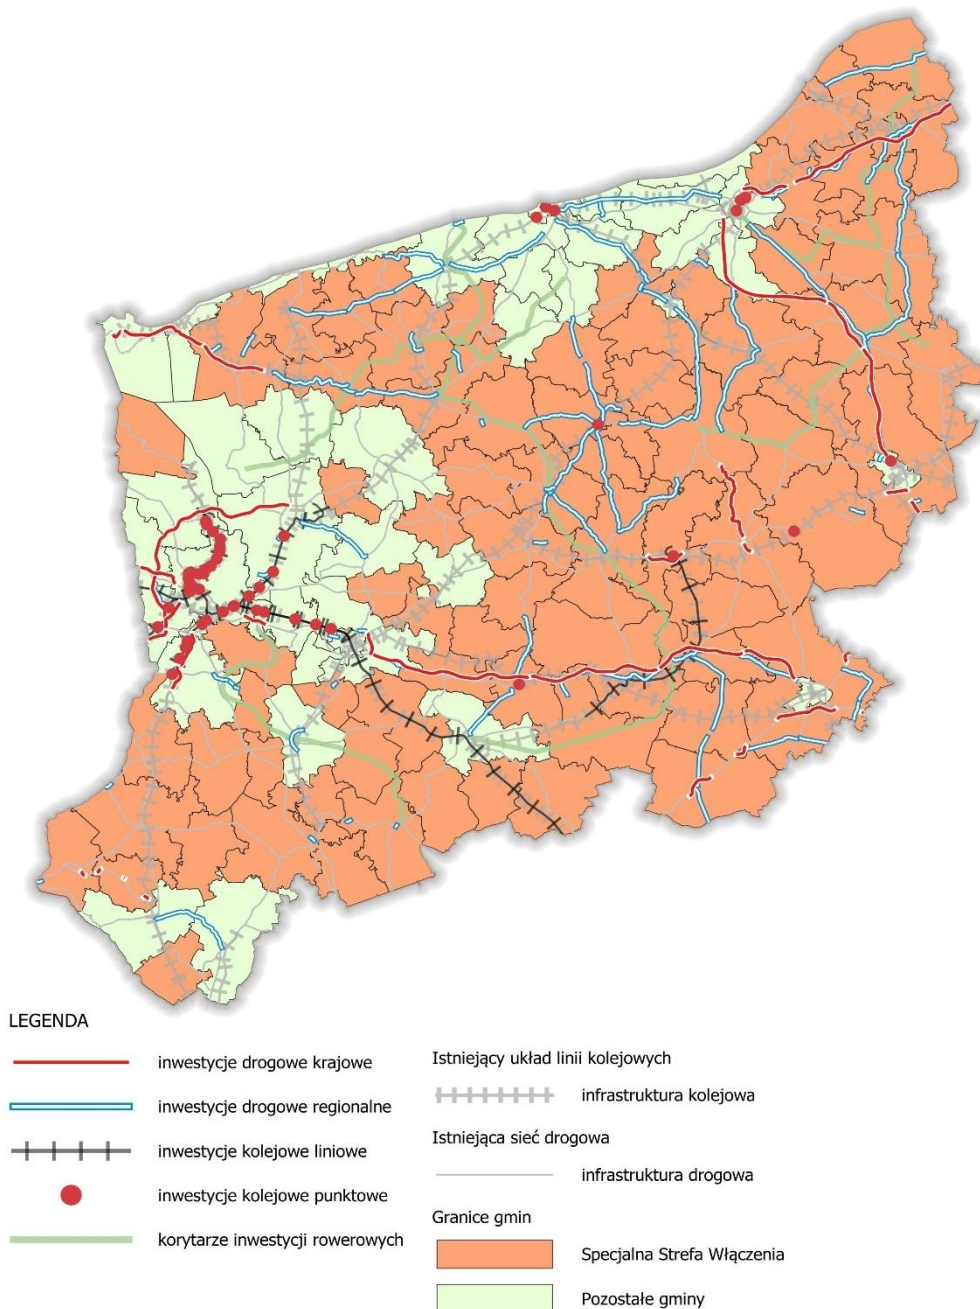 LEGENDA
inwestycje drogowe krajowe
inwestycje drogowe regionalne
inwestycje kolejowe liniowe
inwestycje kolejowe punktowe
korytarze inwestycji rowerowych
Istniejący układ linii kolejowych
infrastruktura kolejowa
Istniejąca sieć drogowa
infrastruktura drogowa
Granice gmin
Specjalna Strefa Włączenia
Pozostałe gminy